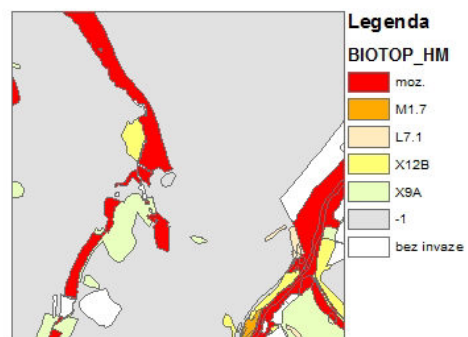 Legenda
BIOTOP_HM
moz.
M1.7
L7.1
X12B
X9A
-1
bez invaze